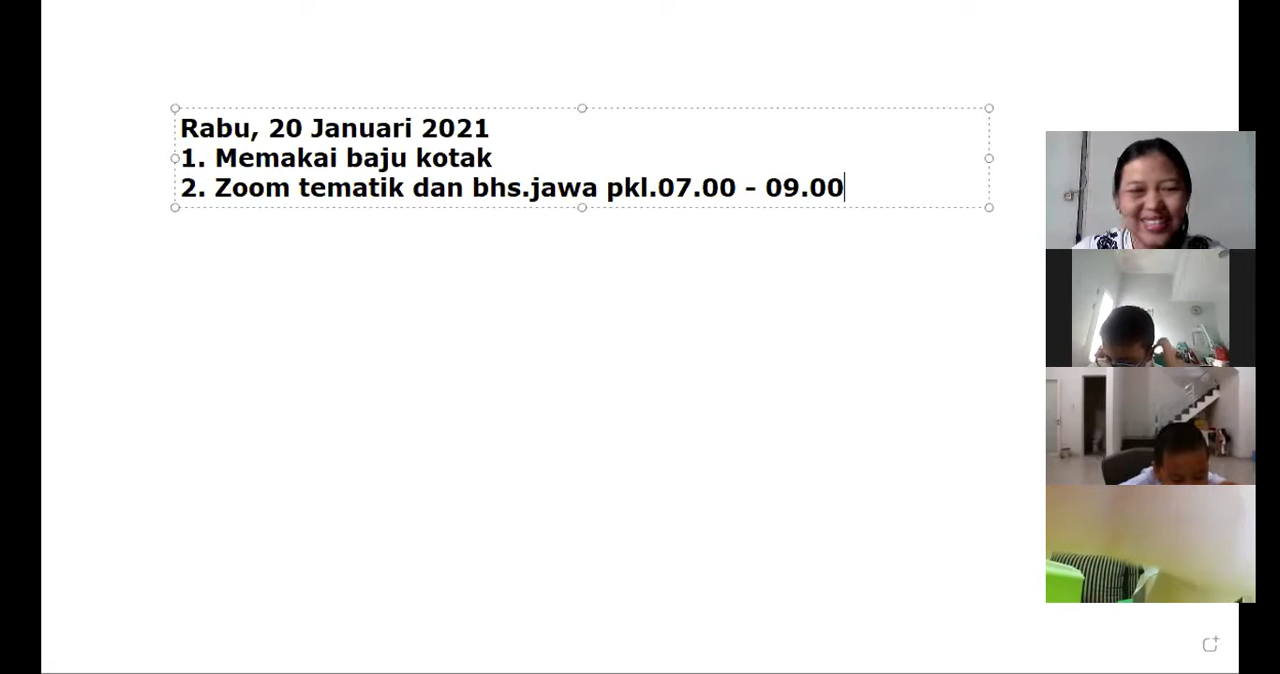 Rabu, 20 Januari 2021
1. Memakai baju kotak
2. Zoom tematik dan bhs.jawa pkl.07.00 - 09.00